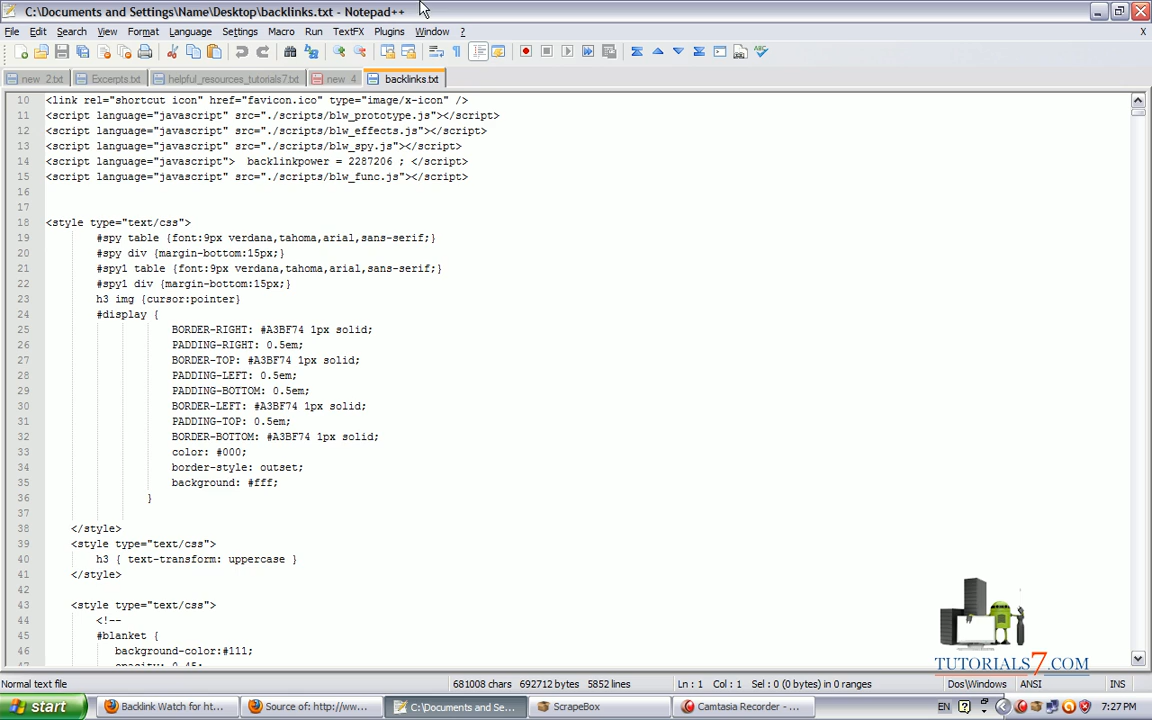 C:\Documents and Settings\Name\Desktop\backlinks.txt - Notepad++
File Edit Search View Format Language Settings Macro Run TextFX Plugins Window ? X
new 2.txt Excerpts.txt helpful_resources_tutorials7.txt new 4 backlinks.txt
10 <link rel="shortcut icon" href="favicon.ico" type="image/x-icon" />
11 <script language="javascript" src="./scripts/blw_prototype.js"></script>
12 <script language="javascript" src="./scripts/blw_effects.js"></script>
13 <script language="javascript" src="./scripts/blw_spy.js"></script>
14 <script language="javascript">  backlinkpower = 2287206 ; </script>
15 <script language="javascript" src="./scripts/blw_func.js"></script>
16
17
18 <style type="text/css">
19 #spy table {font:9px verdana,tahoma,arial,sans-serif;}
20 #spy div {margin-bottom:15px;}
21 #spy1 table {font:9px verdana,tahoma,arial,sans-serif;}
22 #spy1 div {margin-bottom:15px;}
23 h3 img {cursor:pointer}
24 #display {
25 BORDER-RIGHT: #A3BF74 1px solid;
26 PADDING-RIGHT: 0.5em;
27 BORDER-TOP: #A3BF74 1px solid;
28 PADDING-LEFT: 0.5em;
29 PADDING-BOTTOM: 0.5em;
30 BORDER-LEFT: #A3BF74 1px solid;
31 PADDING-TOP: 0.5em;
32 BORDER-BOTTOM: #A3BF74 1px solid;
33 color: #000;
34 border-style: outset;
35 background: #fff;
36 }
37
38 </style>
39 <style type="text/css">
40 h3 { text-transform: uppercase }
41 </style>
42
43 <style type="text/css">
44 <!--
45 #blanket {
46 background-color:#111;
47 opacity: 0.45;
TUTORIALS7.COM
Normal text file 681008 chars 692712 bytes 5852 lines Ln : 1 Col : 1 Sel : 0 (0 bytes) in 0 ranges Dos\Windows ANSI INS
start Backlink Watch for ht... Source of: http://ww... C:\Documents and Se... ScrapeBox Camtasia Recorder - ... EN 7:27 PM